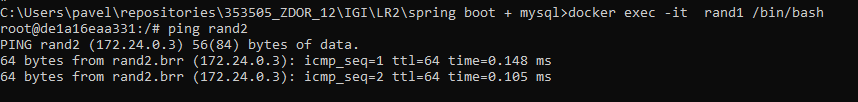 C:\Users\pavel\repositories\353505_ZDOR_12\IGI\LR2\spring boot + mysql>docker exec -it  rand1 /bin/bash
root@de1a16eaa331:/# ping rand2
PING rand2 (172.24.0.3) 56(84) bytes of data.
64 bytes from rand2.brr (172.24.0.3): icmp_seq=1 ttl=64 time=0.148 ms
64 bytes from rand2.brr (172.24.0.3): icmp_seq=2 ttl=64 time=0.105 ms